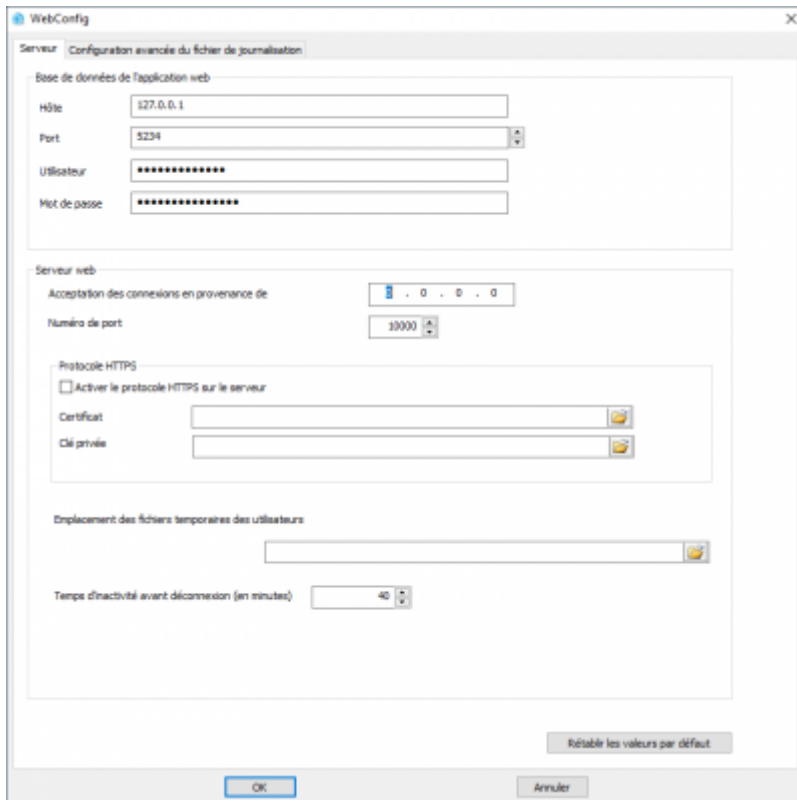 WebConfig
Serveur Configuration avancée du fichier de journalisation
Base de données de l'application web
Hôte 127.0.0.1
Port 5234
Utilisateur •••••••••••••
Mot de passe •••••••••••••••
Serveur web
Acceptation des connexions en provenance de 0 . 0 . 0 . 0
Numéro de port 10000
Protocole HTTPS
Activer le protocole HTTPS sur le serveur
Certificat
Clé privée
Emplacement des fichiers temporaires des utilisateurs
Temps d'inactivité avant déconnexion (en minutes) 40
Rétablir les valeurs par défaut
OK Annuler